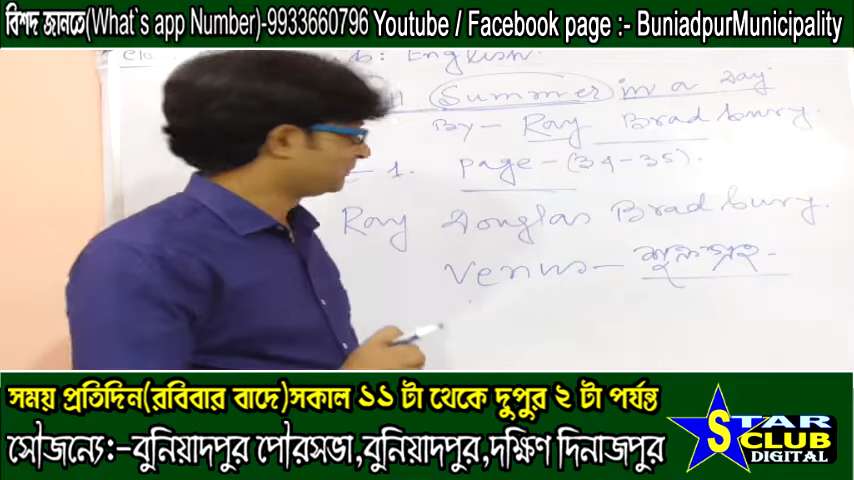 বিশদ জানতে(What`s app Number)-9933660796 Youtube / Facebook page :- BuniadpurMunicipality
English.
Summer in a Day
By - Ray Bradbury.
1. Page - (34-35).
Ray Douglas Bradbury.
Venus - শুক্রগ্রহ -
সময় প্রতিদিন(রবিবার বাদে)সকাল ১১ টা থেকে দুপুর ২ টা পর্যন্ত
সৌজন্যে:-বুনিয়াদপুর পৌরসভা,বুনিয়াদপুর,দক্ষিণ দিনাজপুর
STAR
CLUB
DIGITAL